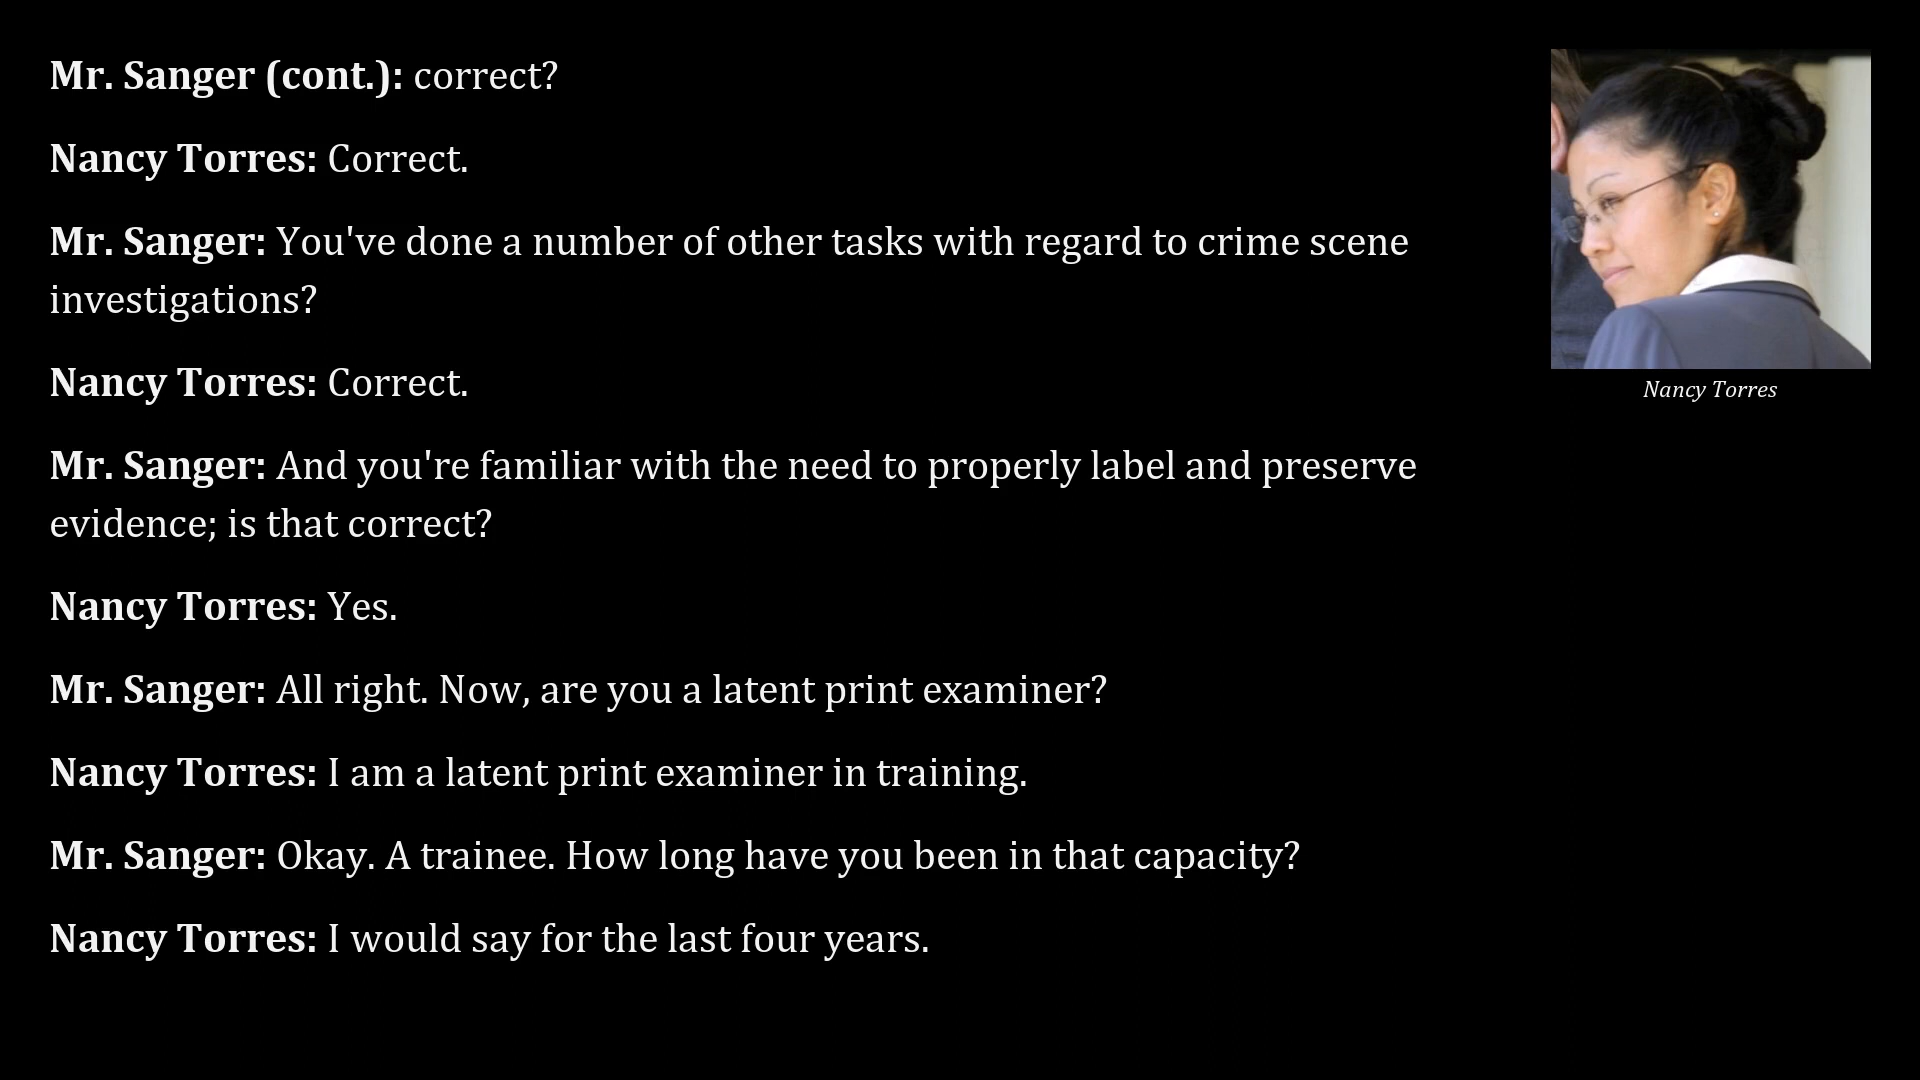 Mr. Sanger (cont.): correct?
Nancy Torres: Correct.
Mr. Sanger: You've done a number of other tasks with regard to crime scene
investigations?
Nancy Torres: Correct.
Mr. Sanger: And you're familiar with the need to properly label and preserve
evidence; is that correct?
Nancy Torres: Yes.
Mr. Sanger: All right. Now, are you a latent print examiner?
Nancy Torres: I am a latent print examiner in training.
Mr. Sanger: Okay. A trainee. How long have you been in that capacity?
Nancy Torres: I would say for the last four years.
Nancy Torres